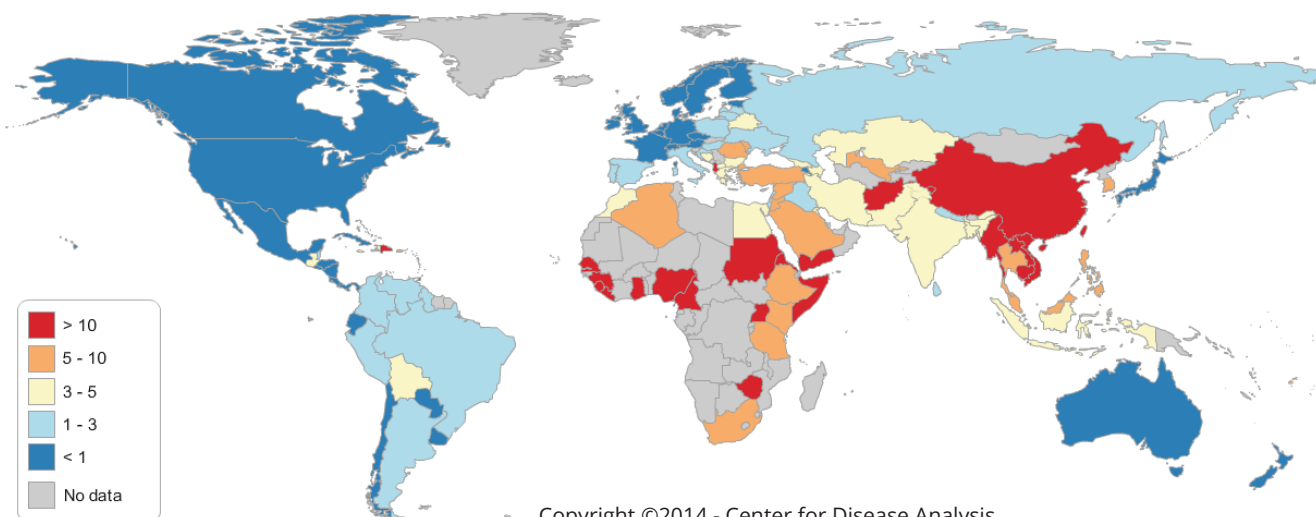 > 10
5 - 10
3 - 5
1 - 3
< 1
No data
Copyright ©2014 - Center for Disease Analysis